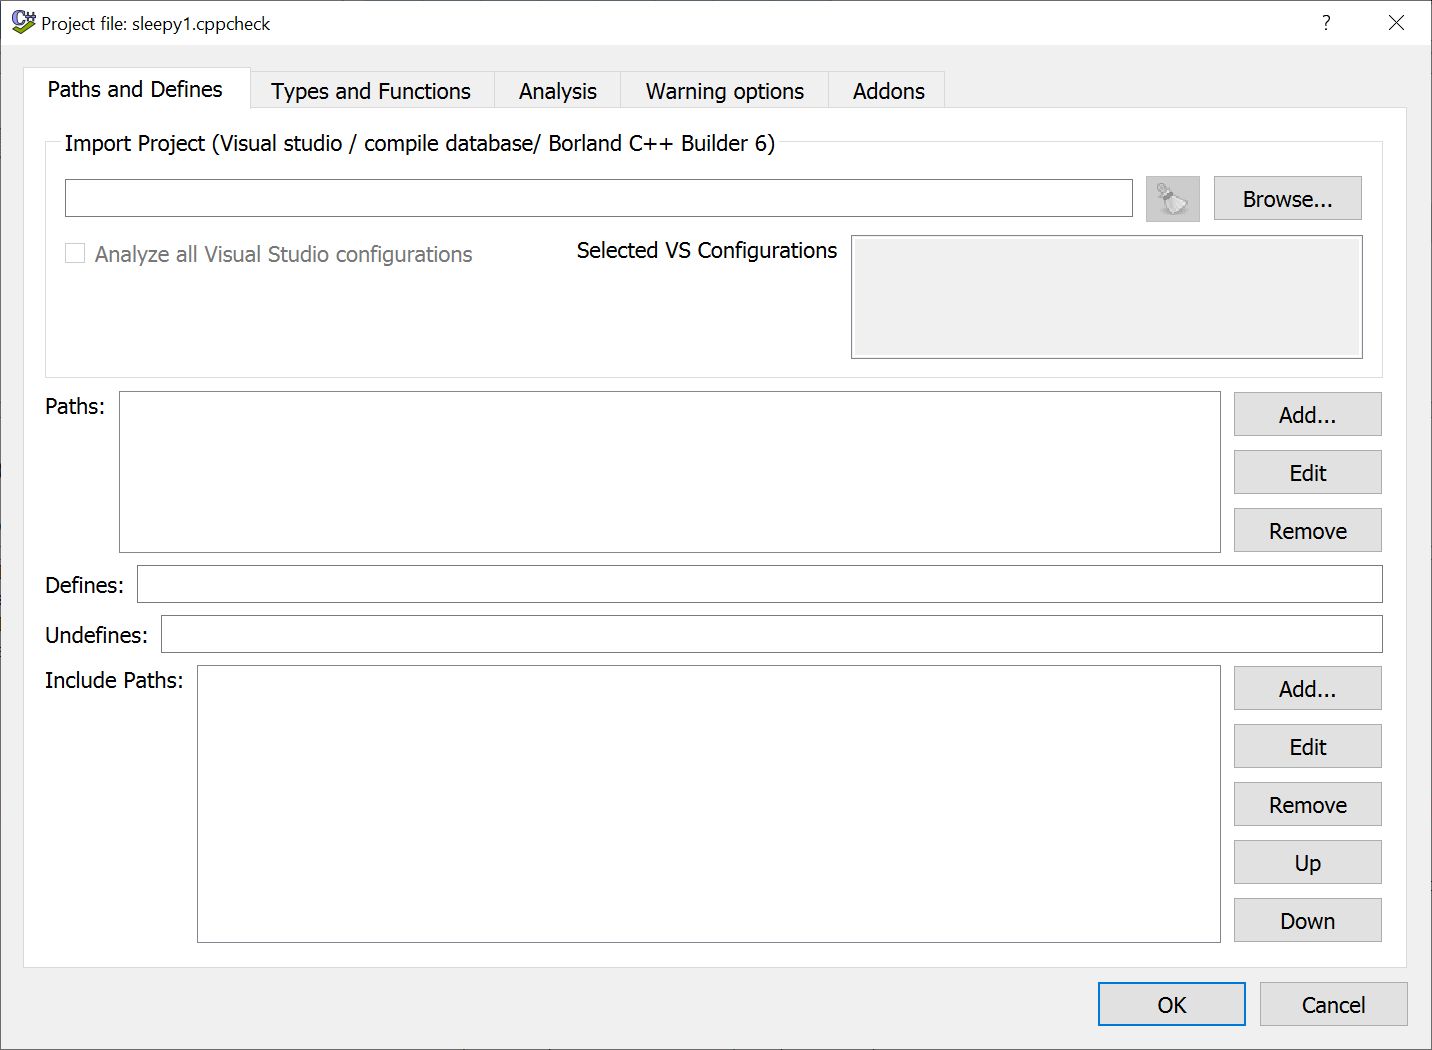 Project file: sleepy1.cppcheck
?
Paths and Defines
Types and Functions
Analysis
Warning options
Addons
Import Project (Visual studio / compile database/ Borland C++ Builder 6)
Browse...
Analyze all Visual Studio configurations
Selected VS Configurations
Paths:
Add...
Edit
Remove
Defines:
Undefines:
Include Paths:
Add...
Edit
Remove
Up
Down
OK
Cancel